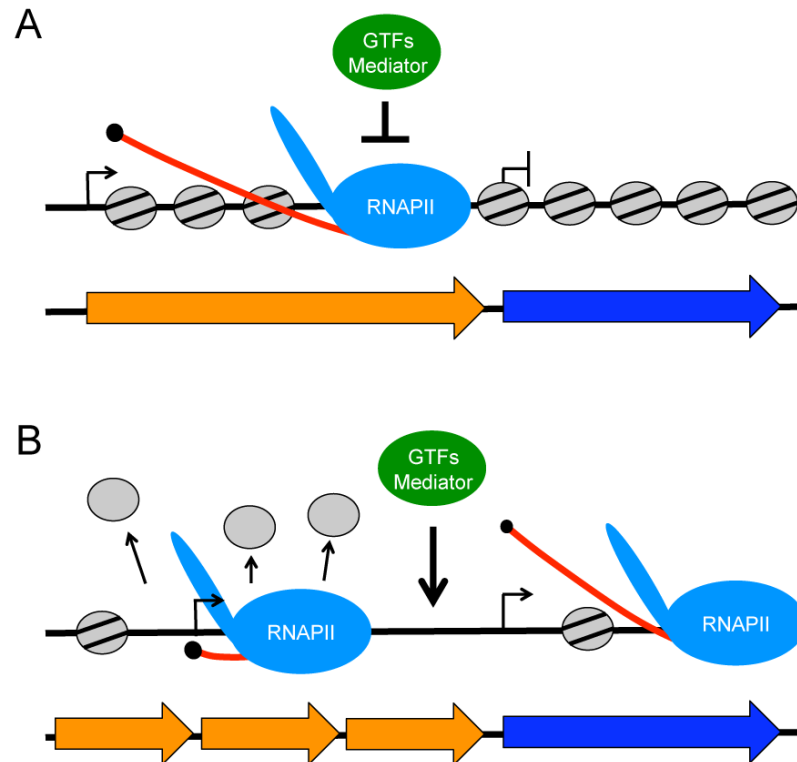 A
GTFs
Mediator
RNAPII
B
GTFs
Mediator
RNAPII
RNAPII